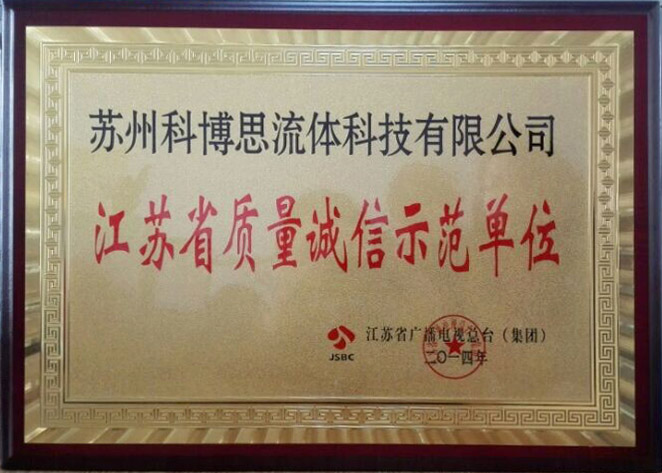 苏州科博思流体科技有限公司
江苏省质量诚信示范单位
JSBC
江苏省广播电视总台（集团）
二〇一四年